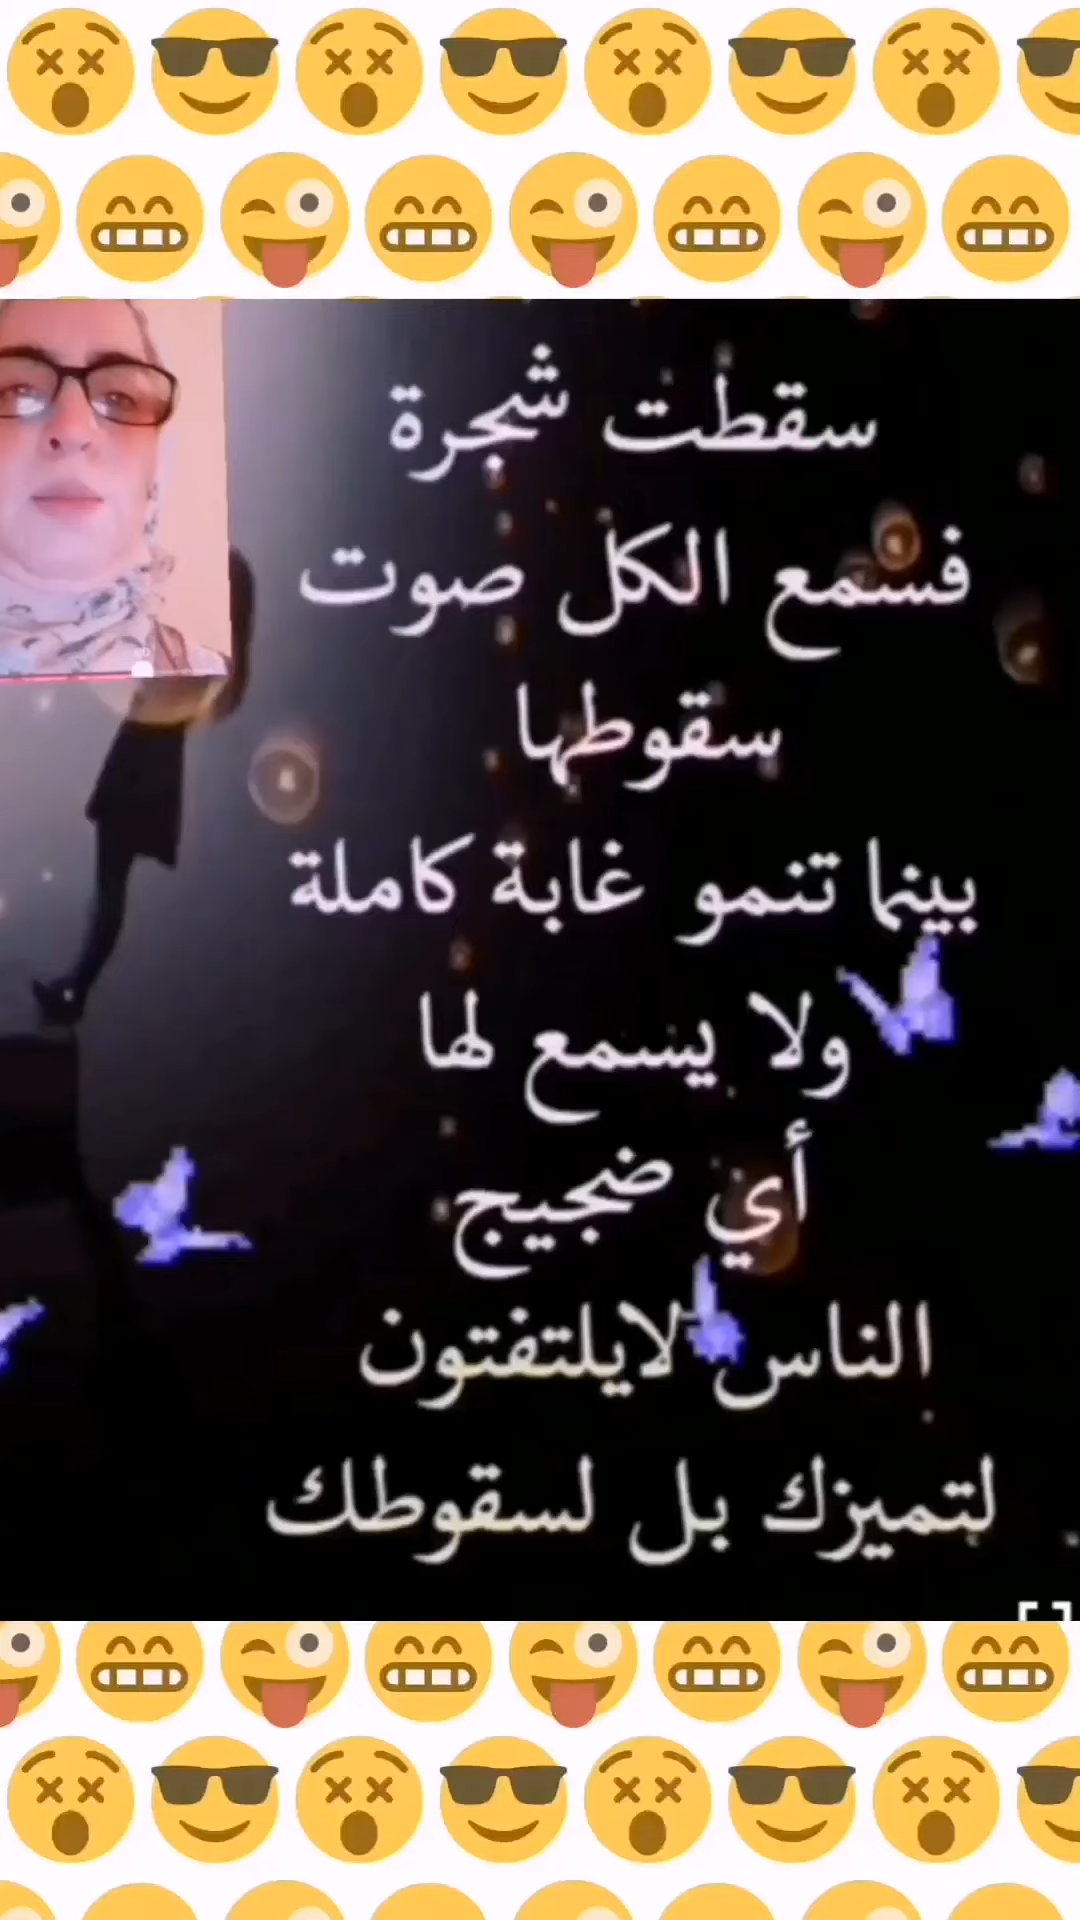 سقطت شجرة
فسمع الكل صوت
سقوطها
بينما تنمو غابة كاملة
ولا يسمع لها
أي ضجيج
الناس لايلتفتون
لتميزك بل لسقوطك